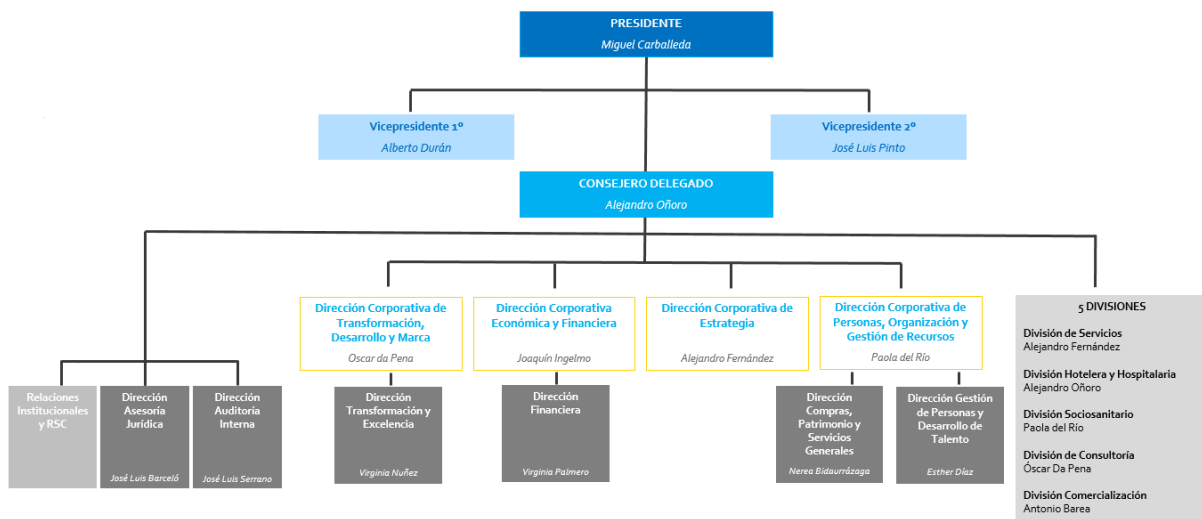 PRESIDENTE
Miguel Carballeda
Vicepresidente 1º
Alberto Durán
Vicepresidente 2º
José Luis Pinto
CONSEJERO DELEGADO
Alejandro Oñoro
Dirección Corporativa de
Transformación,
Desarrollo y Marca
Oscar da Pena
Dirección Corporativa
Económica y Financiera
Joaquín Ingelmo
Dirección Corporativa de
Estrategia
Alejandro Fernández
Dirección Corporativa de
Personas, Organización y
Gestión de Recursos
Paola del Río
Relaciones
Institucionales
y RSC
Dirección
Asesoría
Jurídica
José Luis Barceló
Dirección
Auditoría
Interna
José Luis Serrano
Dirección
Transformación y
Excelencia
Virginia Nuñez
Dirección
Financiera
Virginia Palmero
Dirección
Compras,
Patrimonio y
Servicios
Generales
Nerea Bidaurrázaga
Dirección Gestión
de Personas y
Desarrollo de
Talento
Esther Díaz
5 DIVISIONES
División de Servicios
Alejandro Fernández
División Hotelera y Hospitalaria
Alejandro Oñoro
División Sociosanitario
Paola del Río
División de Consultoría
Óscar Da Pena
División Comercialización
Antonio Barea